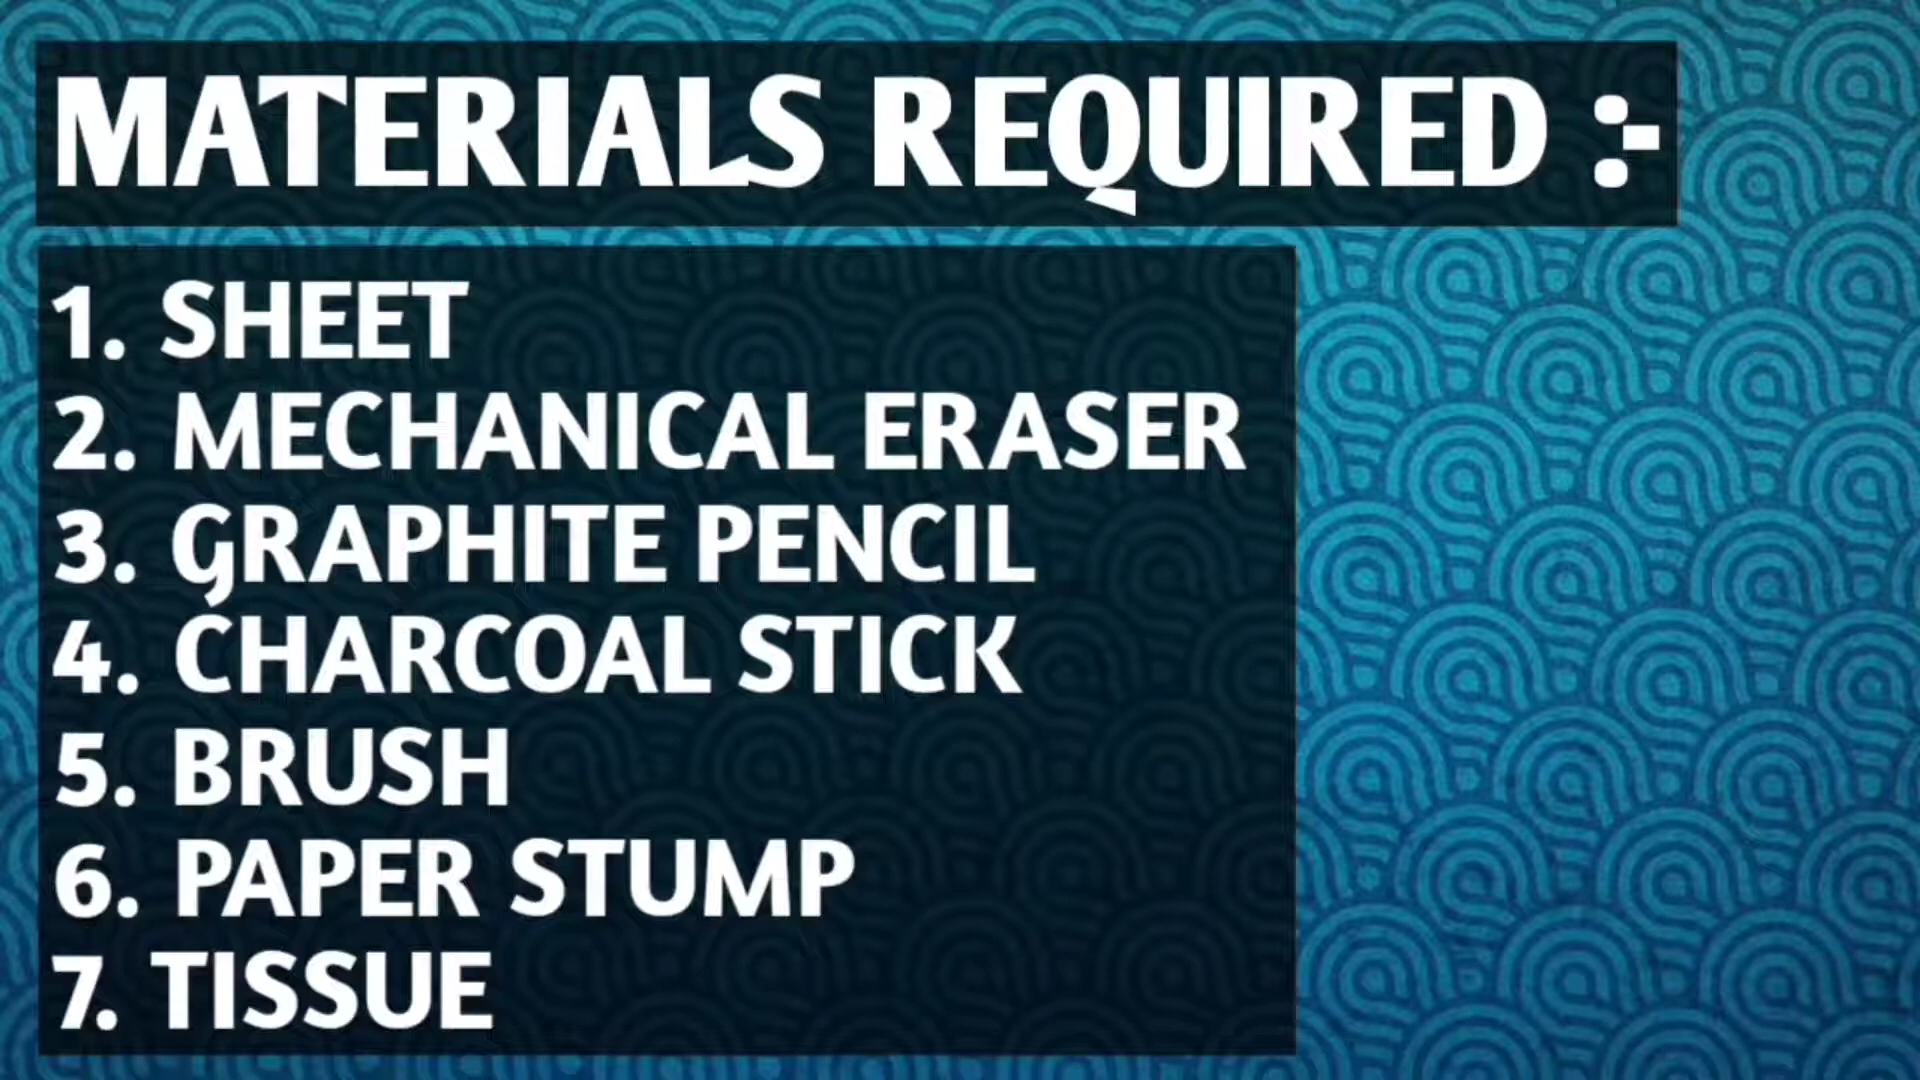 MATERIALS REQUIRED :-
1. SHEET
2. MECHANICAL ERASER
3. GRAPHITE PENCIL
4. CHARCOAL STICK
5. BRUSH
6. PAPER STUMP
7. TISSUE